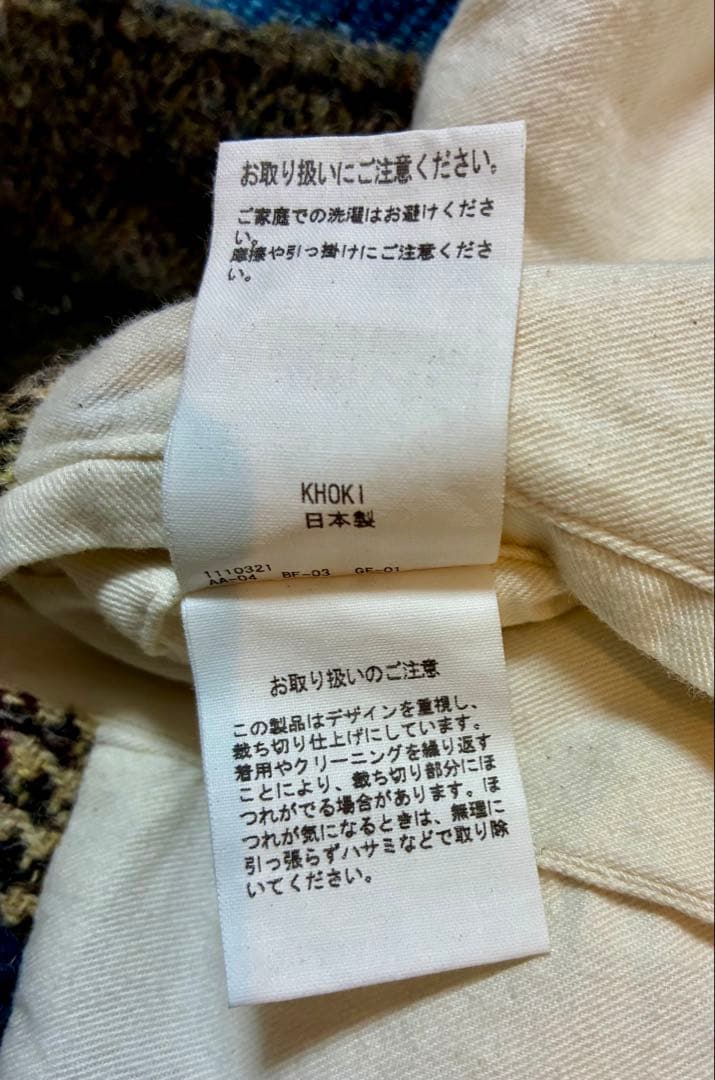 お取り扱いにご注意ください。
ご家庭での洗濯はお避けくださ
い。
摩擦や引っ掛けにご注意くださ
い。
KHOKI
日本製
1110321
AA-04 BF-03 GF-01
お取り扱いのご注意
この製品はデザインを重視し、
裁ち切り仕上げにしています。
着用やクリーニングを繰り返す
ことにより、裁ち切り部分にほ
つれがでる場合があります。ほ
つれが気になるときは、無理に
引っ張らずハサミなどで取り除
いてください。